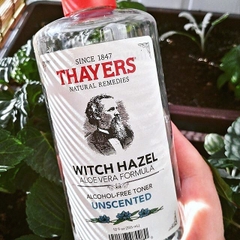 SINCE 1847
THAYERS
NATURAL REMEDIES
WITCH HAZEL
ALOE VERA FORMULA
ALCOHOL-FREE TONER
UNSCENTED